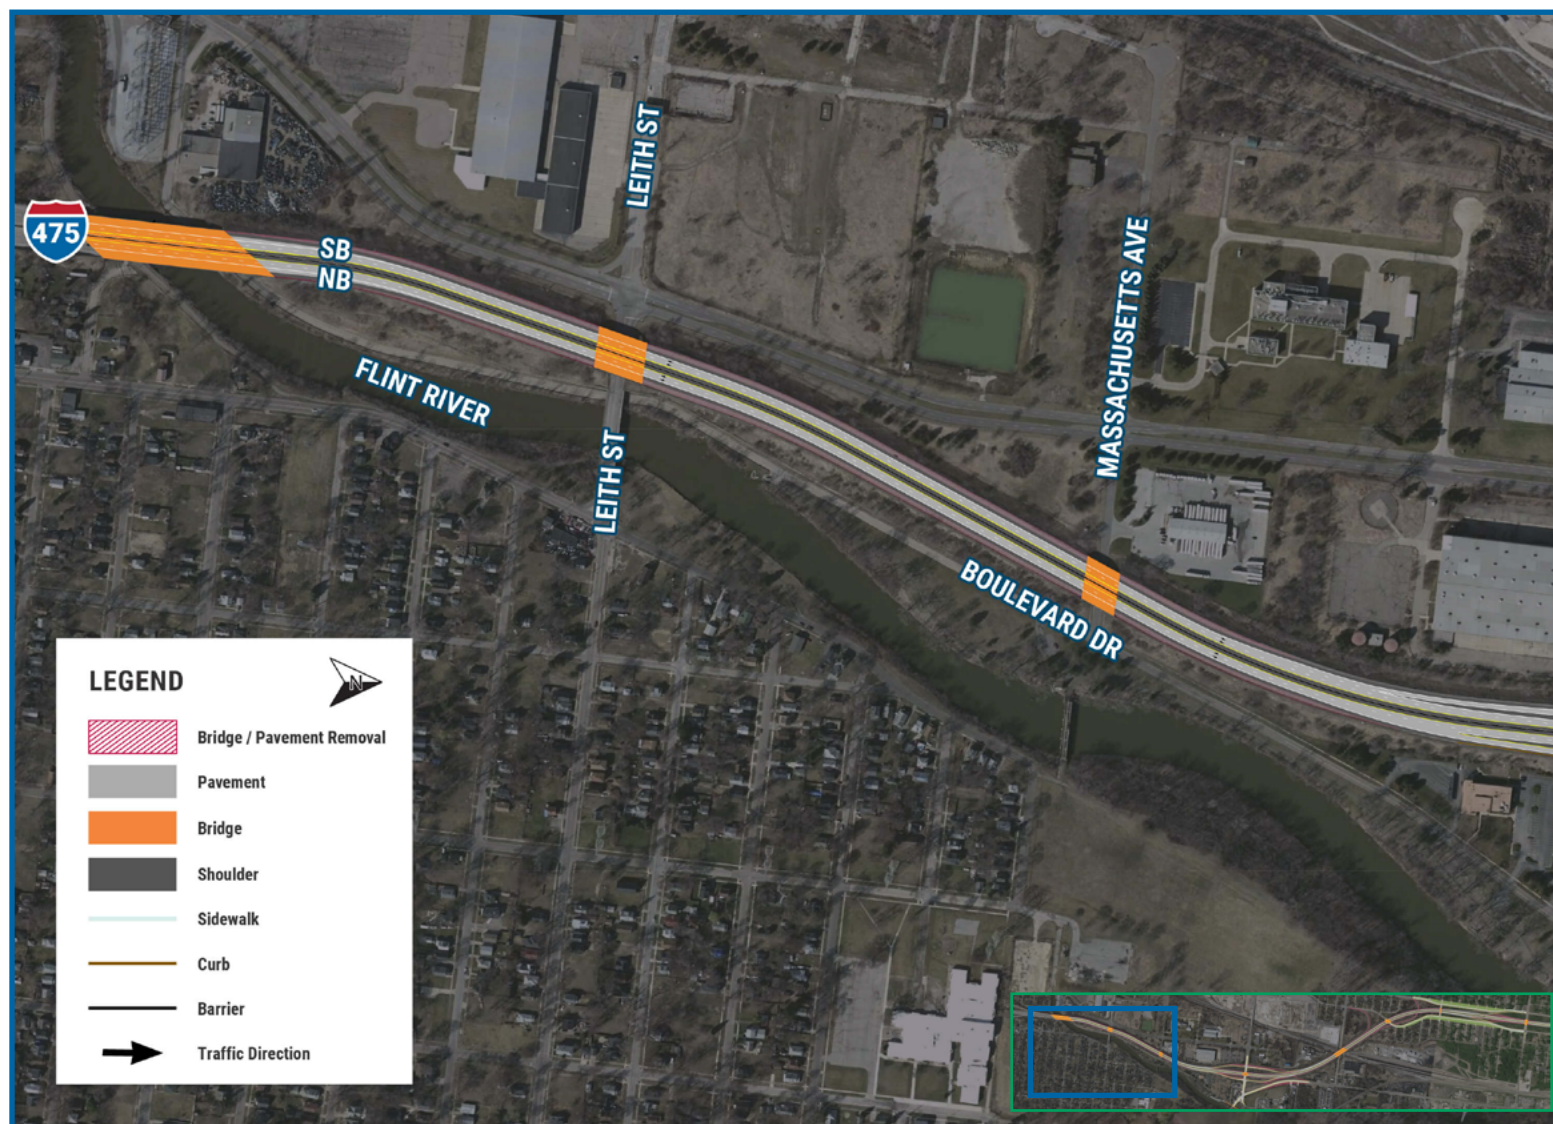 LEITH ST
475
SB
NB
MASSACHUSETTS AVE
FLINT RIVER
LEITH ST
BOULEVARD DR
LEGEND
N
Bridge / Pavement Removal
Pavement
Bridge
Shoulder
Sidewalk
Curb
Barrier
Traffic Direction